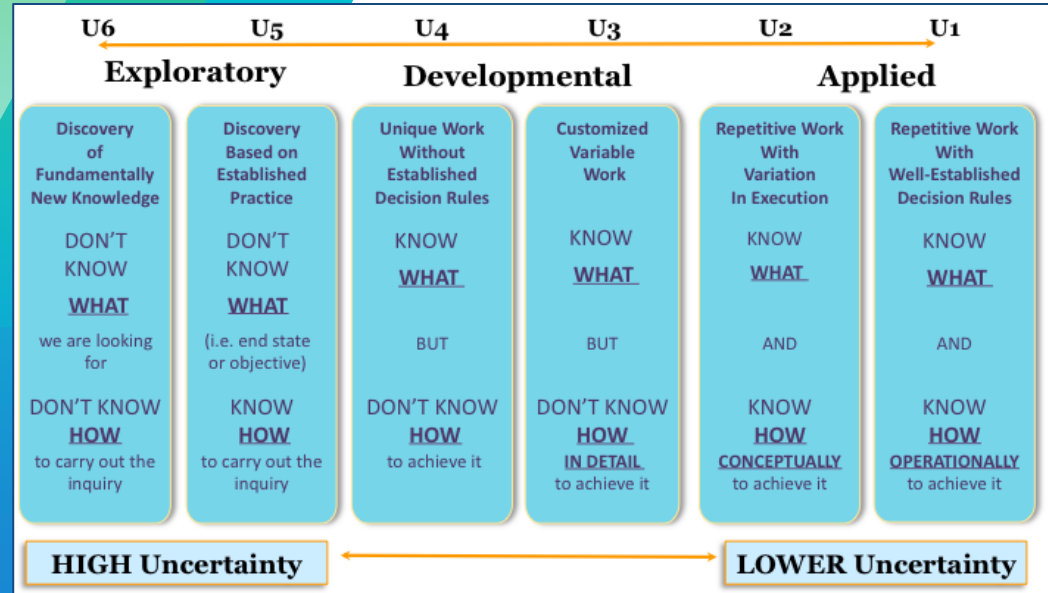 U6
U5
U4
U3
U2
U1
Exploratory
Developmental
Applied
Discovery
of
Fundamentally
New Knowledge
DON'T
KNOW
WHAT
we are looking
for
DON'T KNOW
HOW
to carry out the
inquiry
Discovery
Based on
Established
Practice
DON'T
KNOW
WHAT
(i.e. end state
or objective)
KNOW
HOW
to carry out the
inquiry
Unique Work
Without
Established
Decision Rules
KNOW
WHAT
BUT
DON'T KNOW
HOW
to achieve it
Customized
Variable
Work
KNOW
WHAT
BUT
DON'T KNOW
HOW
IN DETAIL
to achieve it
Repetitive Work
With
Variation
In Execution
KNOW
WHAT
AND
KNOW
HOW
CONCEPTUALLY
to achieve it
Repetitive Work
With
Well-Established
Decision Rules
KNOW
WHAT
AND
KNOW
HOW
OPERATIONALLY
to achieve it
HIGH Uncertainty
LOWER Uncertainty